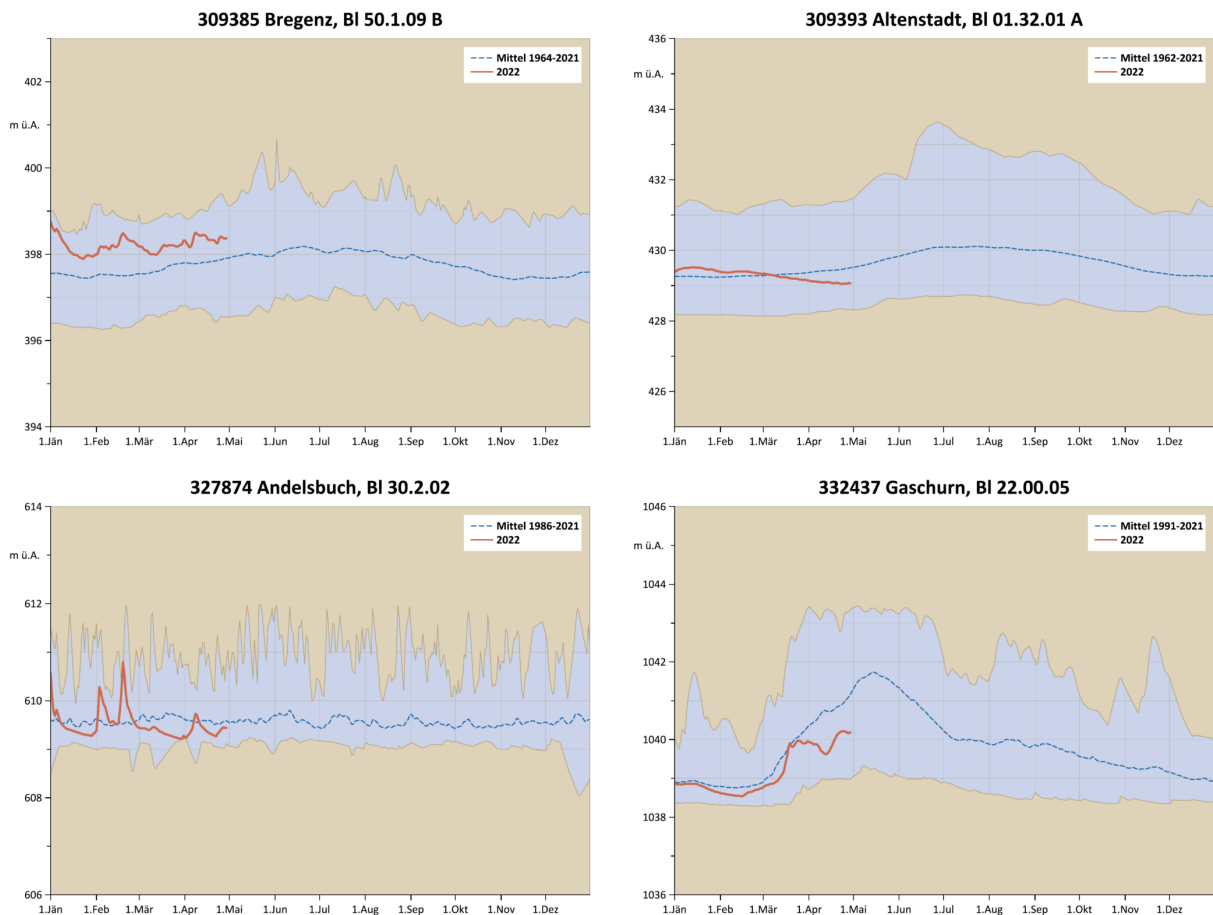 309385 Bregenz, Bl 50.1.09 B
Mittel 1964-2021
2022
402
m ü.A.
400
398
396
394
1.Jän 1.Feb 1.Mär 1.Apr 1.Mai 1.Jun 1.Jul 1.Aug 1.Sep 1.Okt 1.Nov 1.Dez
309393 Altenstadt, Bl 01.32.01 A
Mittel 1962-2021
2022
436
m ü.A.
434
432
430
428
426
1.Jän 1.Feb 1.Mär 1.Apr 1.Mai 1.Jun 1.Jul 1.Aug 1.Sep 1.Okt 1.Nov 1.Dez
327874 Andelsbuch, Bl 30.2.02
Mittel 1986-2021
2022
614
m ü.A.
612
610
608
606
1.Jän 1.Feb 1.Mär 1.Apr 1.Mai 1.Jun 1.Jul 1.Aug 1.Sep 1.Okt 1.Nov 1.Dez
332437 Gaschurn, Bl 22.00.05
Mittel 1991-2021
2022
1046
m ü.A.
1044
1042
1040
1038
1036
1.Jän 1.Feb 1.Mär 1.Apr 1.Mai 1.Jun 1.Jul 1.Aug 1.Sep 1.Okt 1.Nov 1.Dez